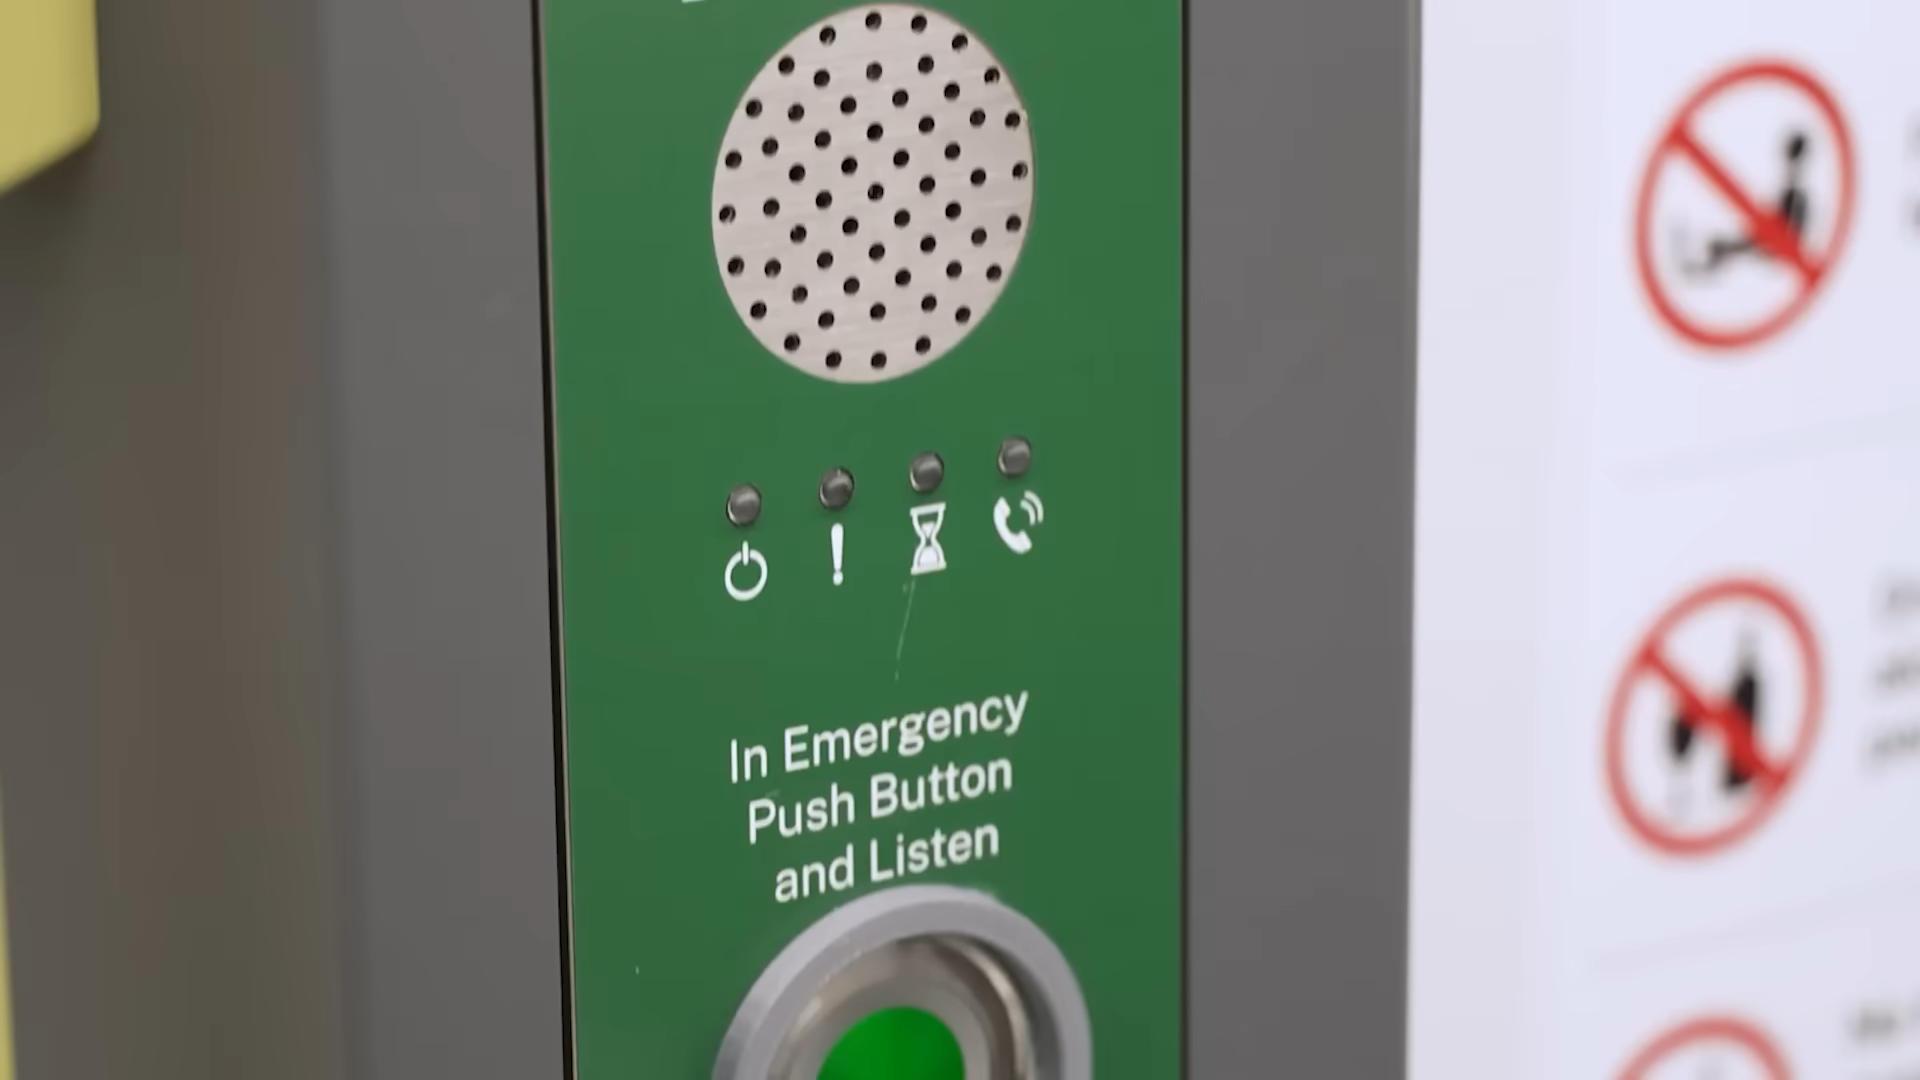 In Emergency
Push Button
and Listen